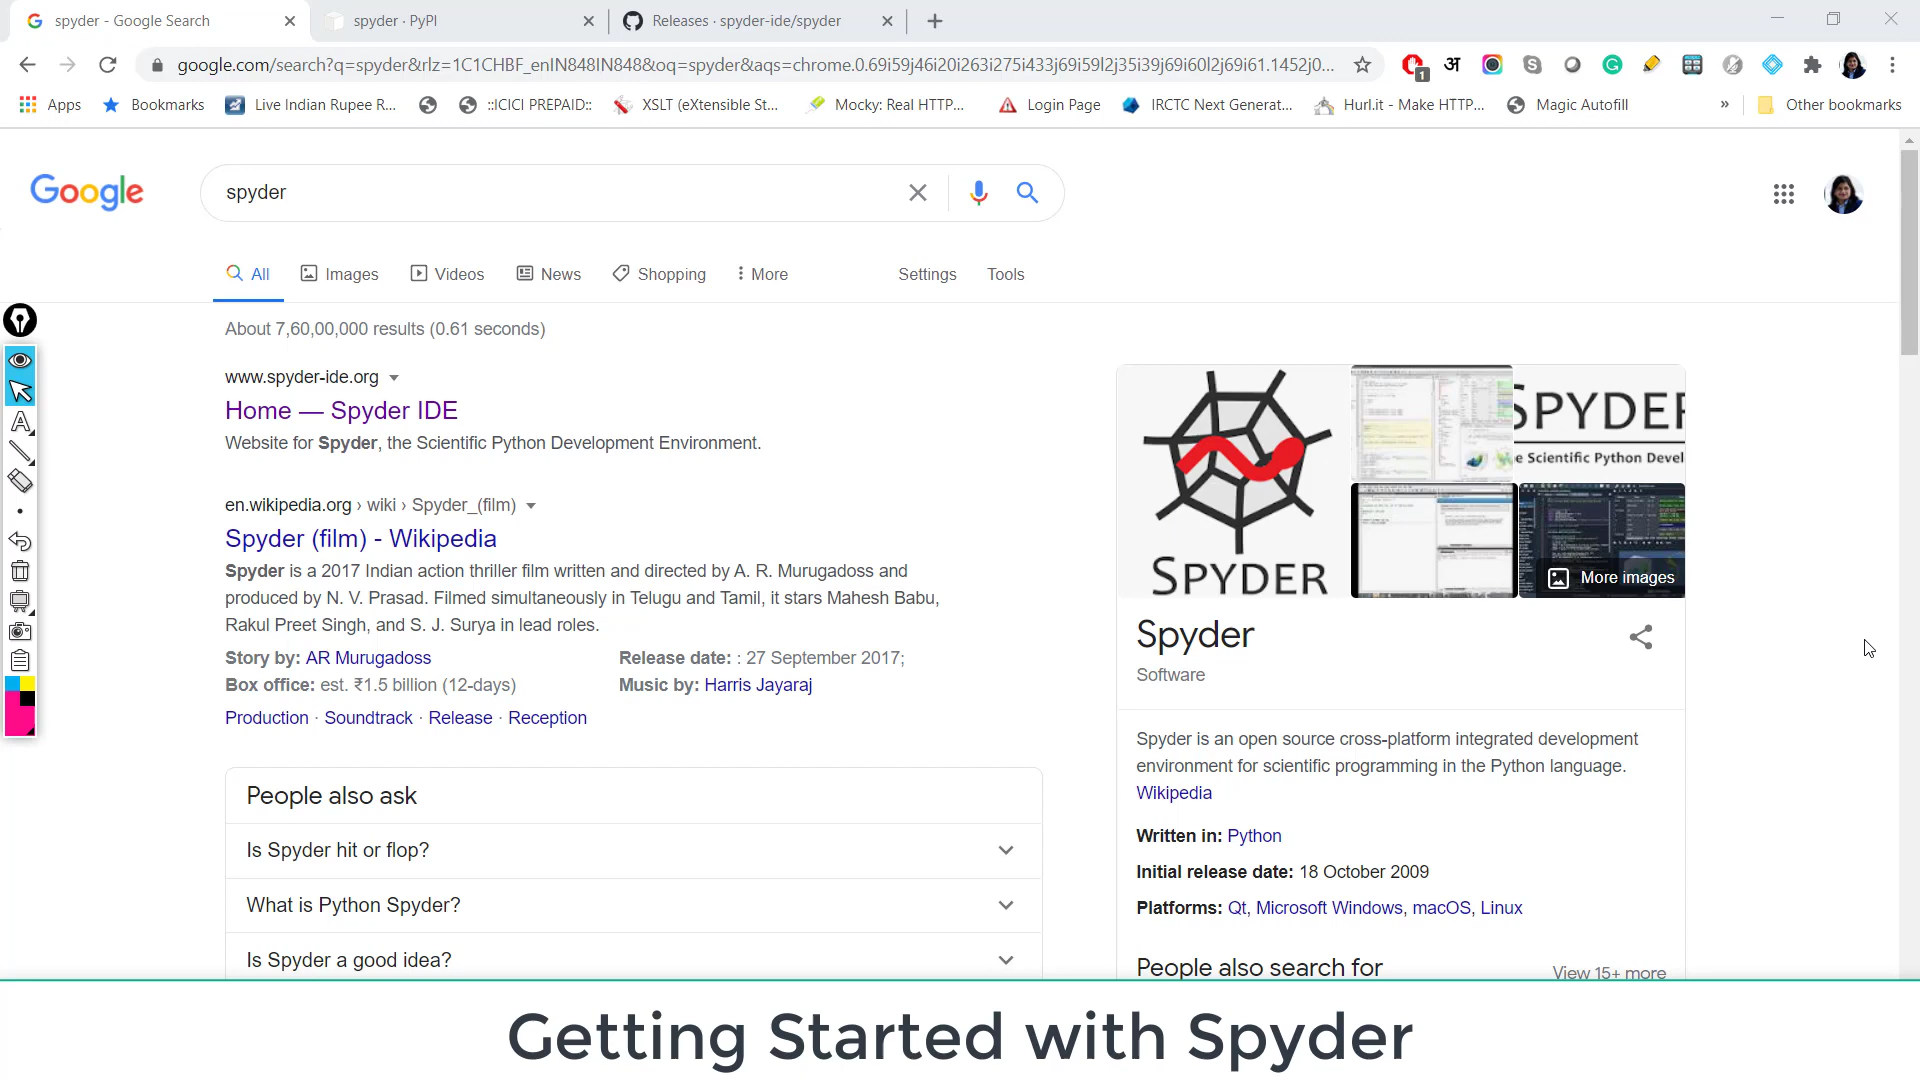 spyder - Google Search
spyder · PyPI
Releases · spyder-ide/spyder
google.com/search?q=spyder&rlz=1C1CHBF_enIN848IN848&oq=spyder&aqs=chrome.0.69i59j46i20i263i275i433j69i59l2j35i39j69i60l2j69i61.1452j0...
1
अ
Apps
Bookmarks
Live Indian Rupee R...
::ICICI PREPAID::
XSLT (eXtensible St...
Mocky: Real HTTP...
Login Page
IRCTC Next Generat...
Hurl.it - Make HTTP...
Magic Autofill
»
Other bookmarks
Google
spyder
All
Images
Videos
News
Shopping
More
Settings
Tools
About 7,60,00,000 results (0.61 seconds)
www.spyder-ide.org
Home — Spyder IDE
Website for Spyder, the Scientific Python Development Environment.
en.wikipedia.org › wiki › Spyder_(film)
Spyder (film) - Wikipedia
Spyder is a 2017 Indian action thriller film written and directed by A. R. Murugadoss and
produced by N. V. Prasad. Filmed simultaneously in Telugu and Tamil, it stars Mahesh Babu,
Rakul Preet Singh, and S. J. Surya in lead roles.
Story by: AR Murugadoss
Release date: : 27 September 2017;
Box office: est. ₹1.5 billion (12-days)
Music by: Harris Jayaraj
Production · Soundtrack · Release · Reception
People also ask
Is Spyder hit or flop?
What is Python Spyder?
Is Spyder a good idea?
SPYDER
SPYDER
e Scientific Python Devel
More images
Spyder
Software
Spyder is an open source cross-platform integrated development
environment for scientific programming in the Python language.
Wikipedia
Written in: Python
Initial release date: 18 October 2009
Platforms: Qt, Microsoft Windows, macOS, Linux
People also search for
View 15+ more
Getting Started with Spyder